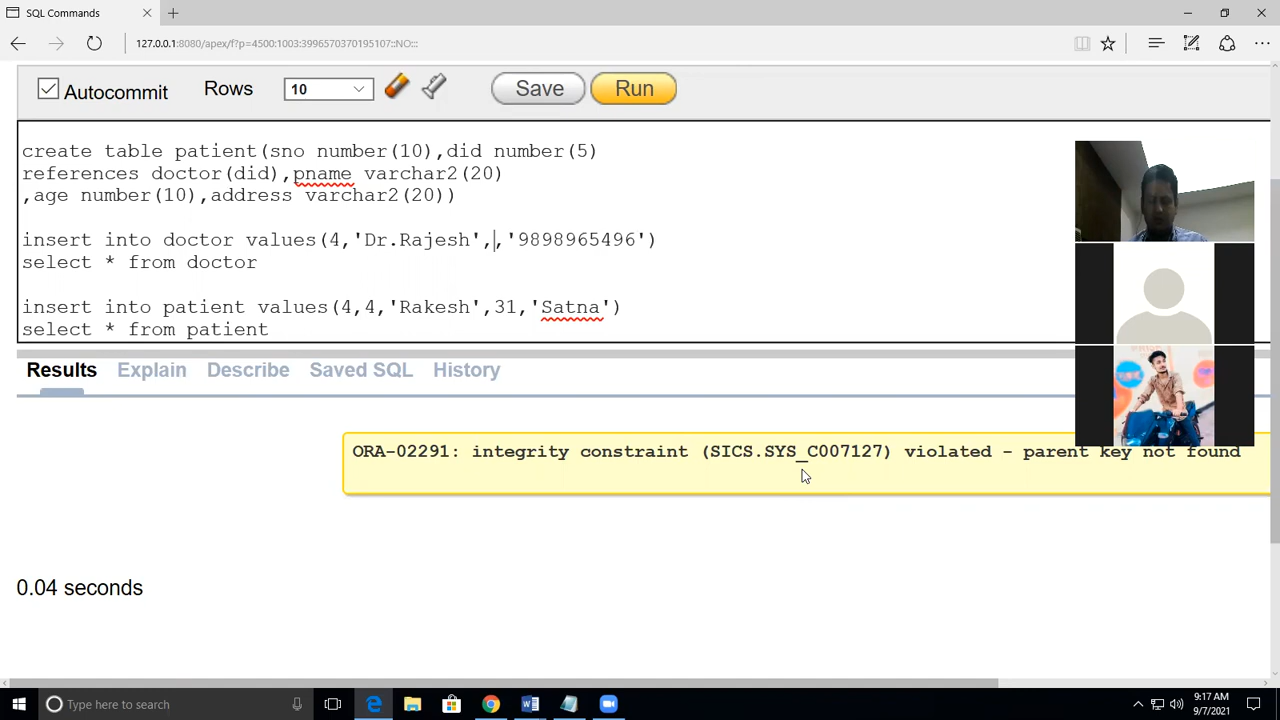 SQL Commands
127.0.0.1:8080/apex/f?p=4500:1003:3996570370195107::NO:::
Autocommit Rows 10 Save Run
create table patient(sno number(10),did number(5)
references doctor(did),pname varchar2(20)
,age number(10),address varchar2(20))
insert into doctor values(4,'Dr.Rajesh',,'9898965496')
select * from doctor
insert into patient values(4,4,'Rakesh',31,'Satna')
select * from patient
Results Explain Describe Saved SQL History
ORA-02291: integrity constraint (SICS.SYS_C007127) violated - parent key not found
0.04 seconds
Type here to search
9:17 AM
9/7/2021